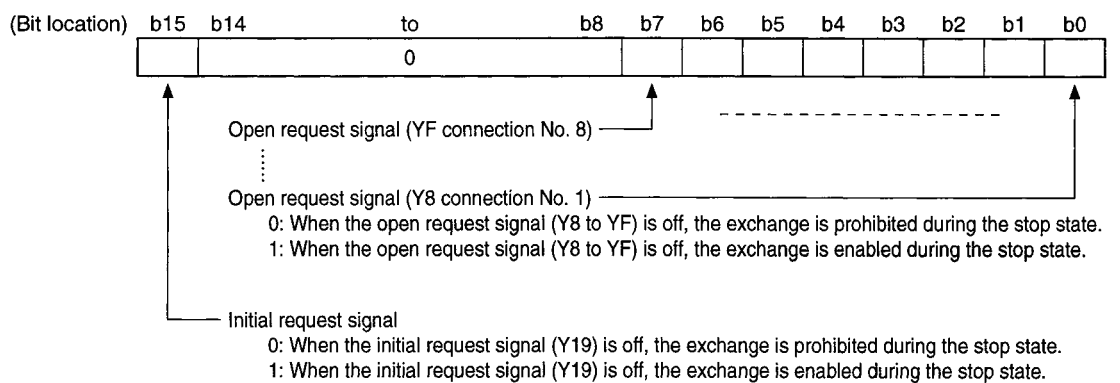 (Bit location) b15 b14 to b8 b7 b6 b5 b4 b3 b2 b1 b0
0
Open request signal (YF connection No. 8)
Open request signal (Y8 connection No. 1)
0: When the open request signal (Y8 to YF) is off, the exchange is prohibited during the stop state.
1: When the open request signal (Y8 to YF) is off, the exchange is enabled during the stop state.
Initial request signal
0: When the initial request signal (Y19) is off, the exchange is prohibited during the stop state.
1: When the initial request signal (Y19) is off, the exchange is enabled during the stop state.